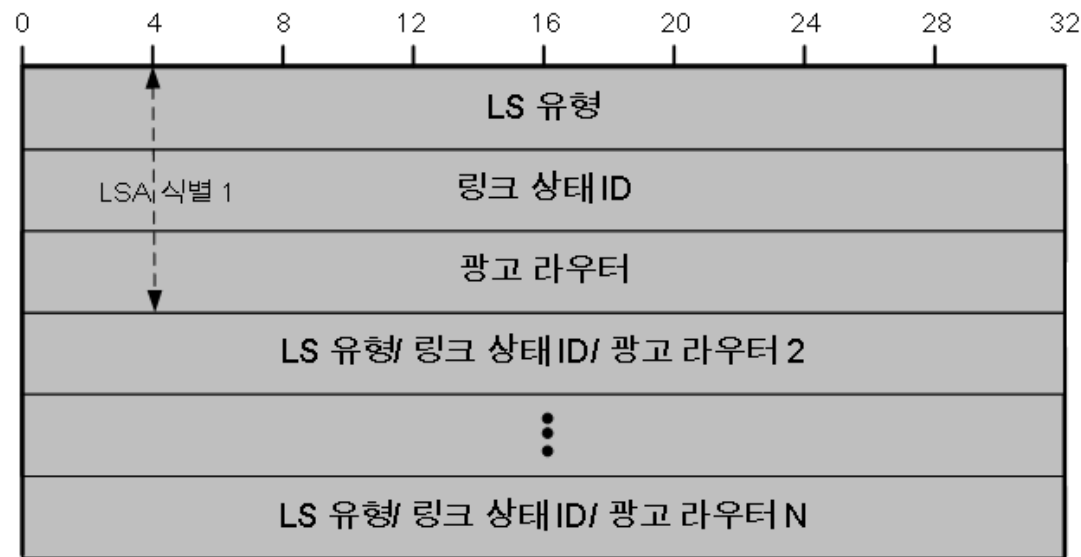 0 4 8 12 16 20 24 28 32
LS 유형
LSA 식별 1
링크 상태 ID
광고 라우터
LS 유형/ 링크 상태 ID/ 광고 라우터 2
LS 유형/ 링크 상태 ID/ 광고 라우터 N